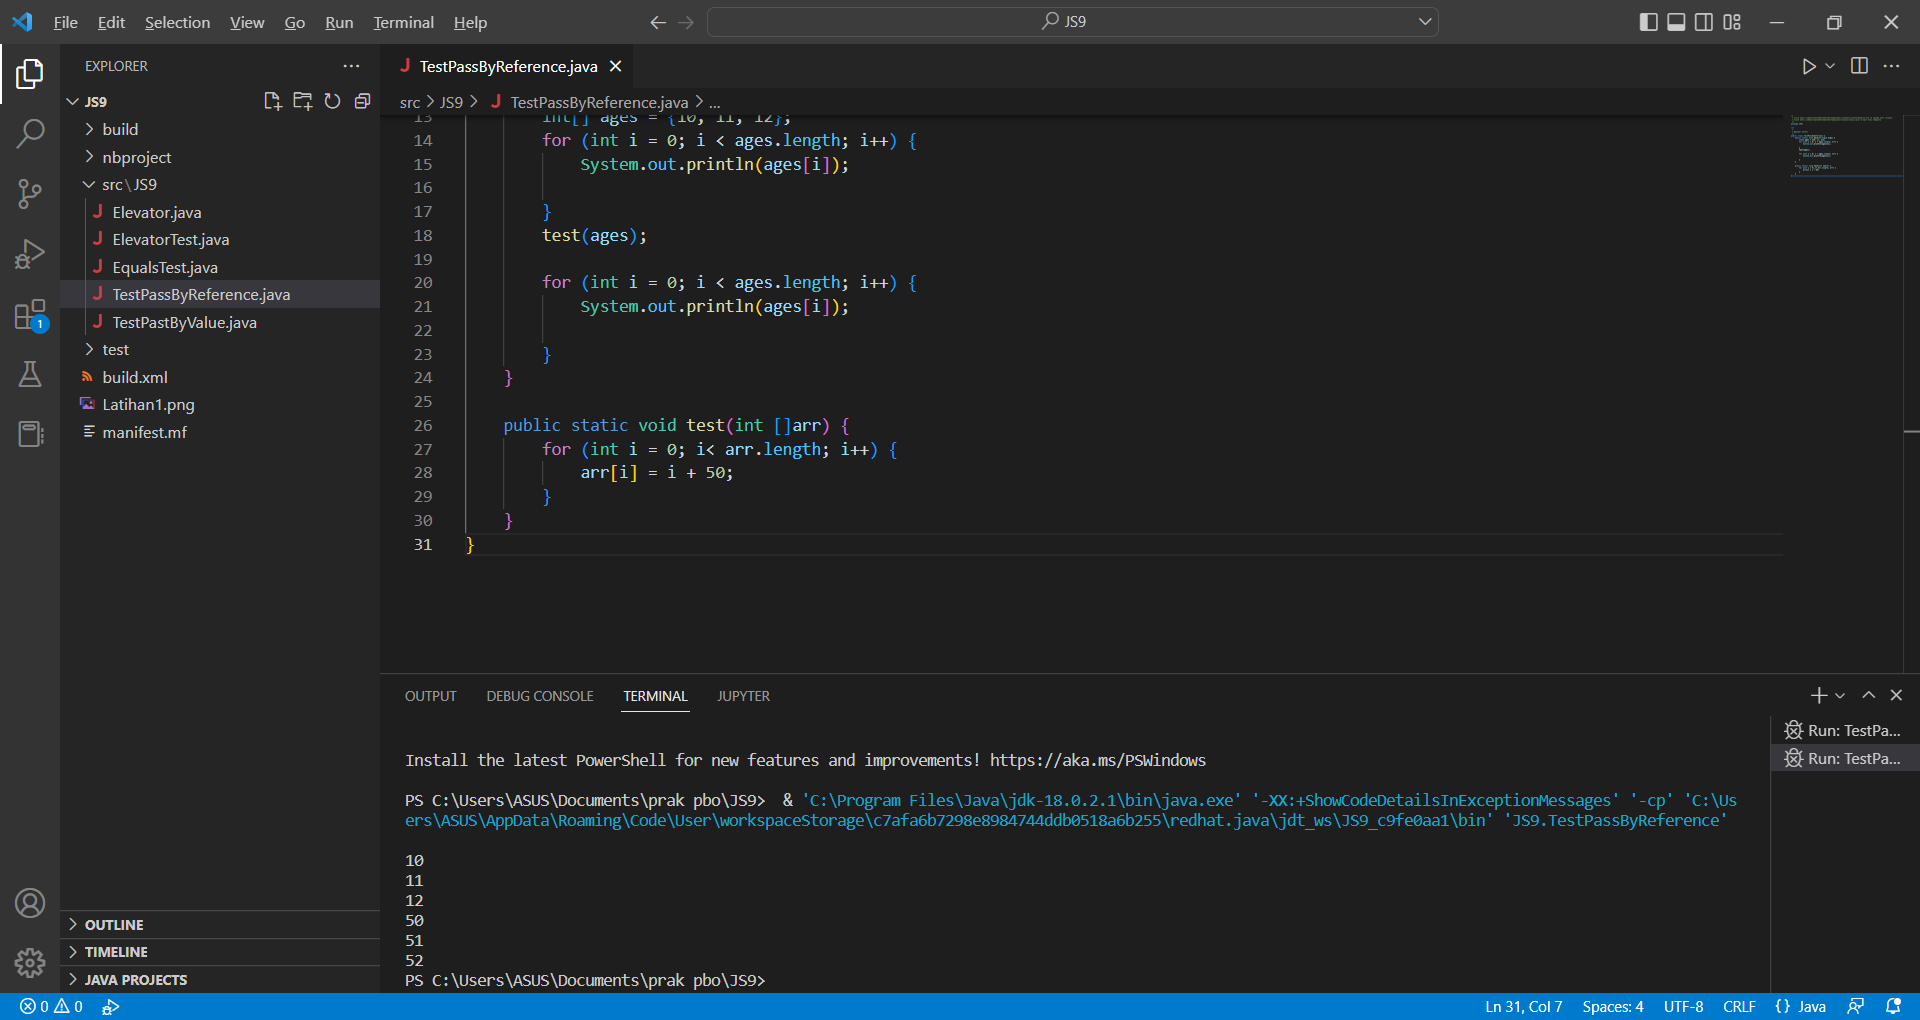 File Edit Selection View Go Run Terminal Help
JS9
EXPLORER
JS9
build
nbproject
src\JS9
Elevator.java
ElevatorTest.java
EqualsTest.java
TestPassByReference.java
TestPastByValue.java
test
build.xml
Latihan1.png
manifest.mf
OUTLINE
TIMELINE
JAVA PROJECTS
1
TestPassByReference.java
src > JS9 > TestPassByReference.java > ...
13 int[] ages = {10, 11, 12};
14 for (int i = 0; i < ages.length; i++) {
15 System.out.println(ages[i]);
16
17 }
18 test(ages);
19
20 for (int i = 0; i < ages.length; i++) {
21 System.out.println(ages[i]);
22
23 }
24 }
25
26 public static void test(int []arr) {
27 for (int i = 0; i< arr.length; i++) {
28 arr[i] = i + 50;
29 }
30 }
31 }
OUTPUT DEBUG CONSOLE TERMINAL JUPYTER
Install the latest PowerShell for new features and improvements! https://aka.ms/PSWindows
PS C:\Users\ASUS\Documents\prak pbo\JS9>  & 'C:\Program Files\Java\jdk-18.0.2.1\bin\java.exe' '-XX:+ShowCodeDetailsInExceptionMessages' '-cp' 'C:\Us
ers\ASUS\AppData\Roaming\Code\User\workspaceStorage\c7afa6b7298e8984744ddb0518a6b255\redhat.java\jdt_ws\JS9_c9fe0aa1\bin' 'JS9.TestPassByReference'
10
11
12
50
51
52
PS C:\Users\ASUS\Documents\prak pbo\JS9>
Run: TestPa...
Run: TestPa...
0 0
Ln 31, Col 7 Spaces: 4 UTF-8 CRLF {} Java